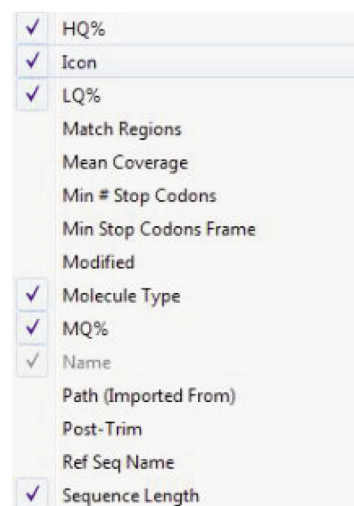 HQ%
Icon
LQ%
Match Regions
Mean Coverage
Min # Stop Codons
Min Stop Codons Frame
Modified
Molecule Type
MQ%
Name
Path (Imported From)
Post-Trim
Ref Seq Name
Sequence Length